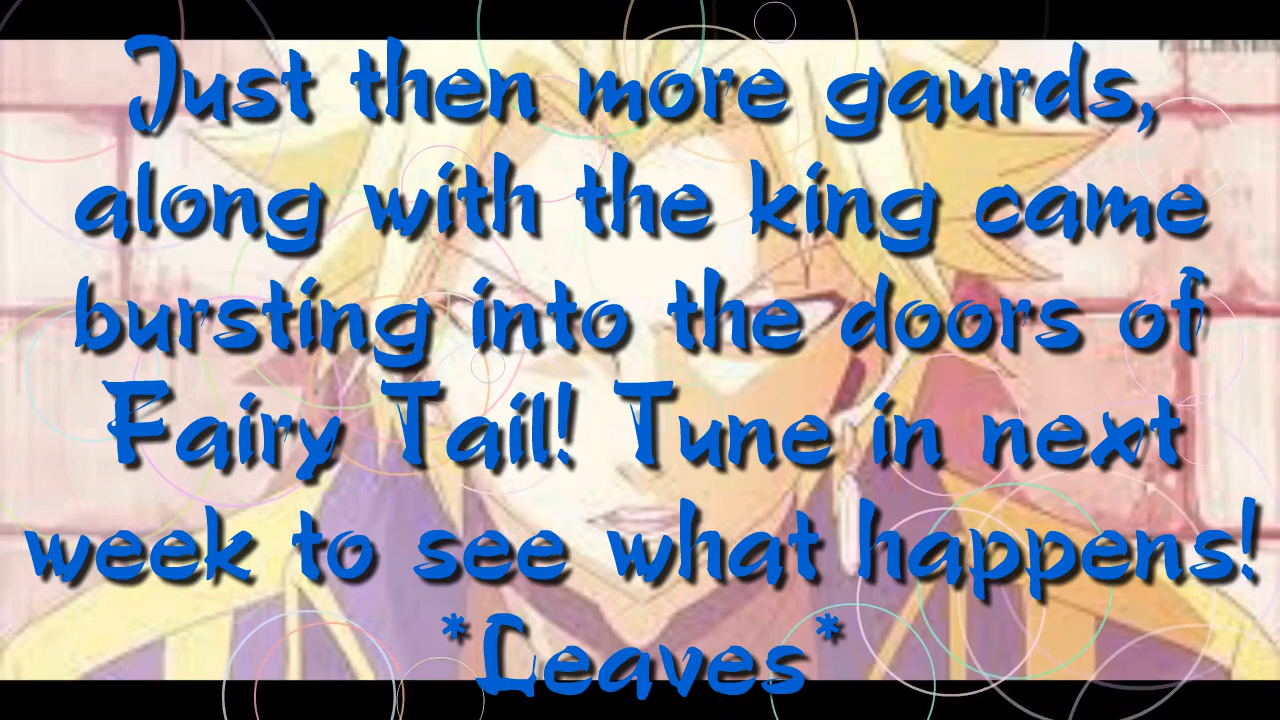 Just then more gaurds,
along with the king came
bursting into the doors of
Fairy Tail! Tune in next
week to see what happens!
*Leaves*